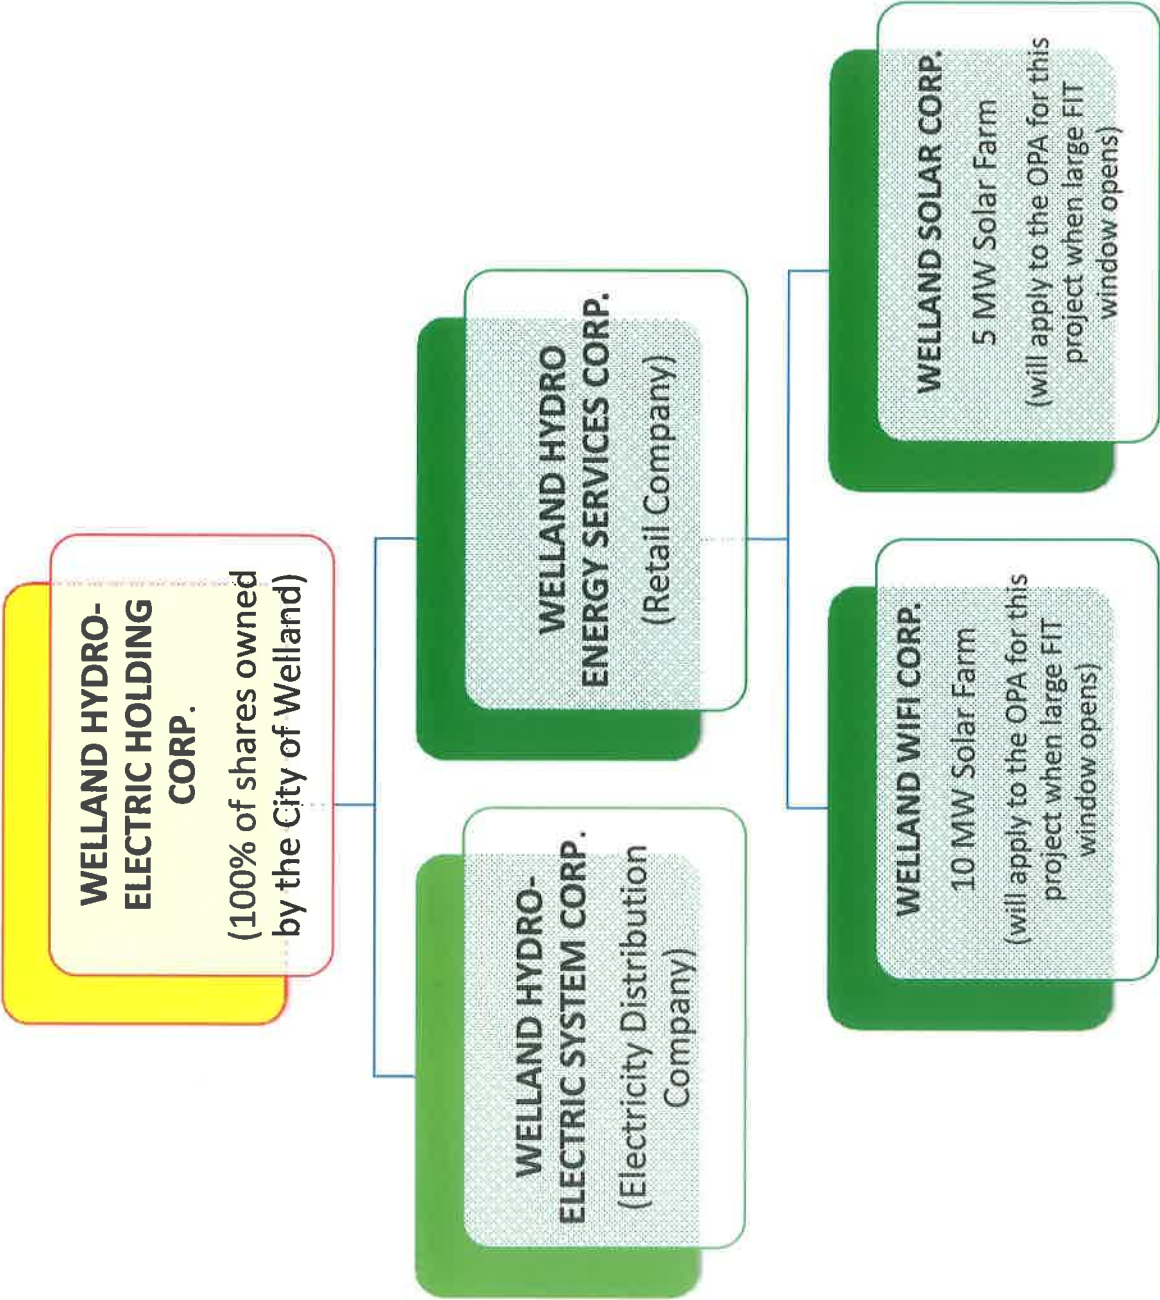 WELLAND HYDRO-
ELECTRIC HOLDING
CORP.
(100% of shares owned
by the City of Welland)
WELLAND HYDRO-
ELECTRIC SYSTEM CORP.
(Electricity Distribution
Company)
WELLAND HYDRO
ENERGY SERVICES CORP.
(Retail Company)
WELLAND WIFI CORP.
10 MW Solar Farm
(will apply to the OPA for this
project when large FIT
window opens)
WELLAND SOLAR CORP.
5 MW Solar Farm
(will apply to the OPA for this
project when large FIT
window opens)